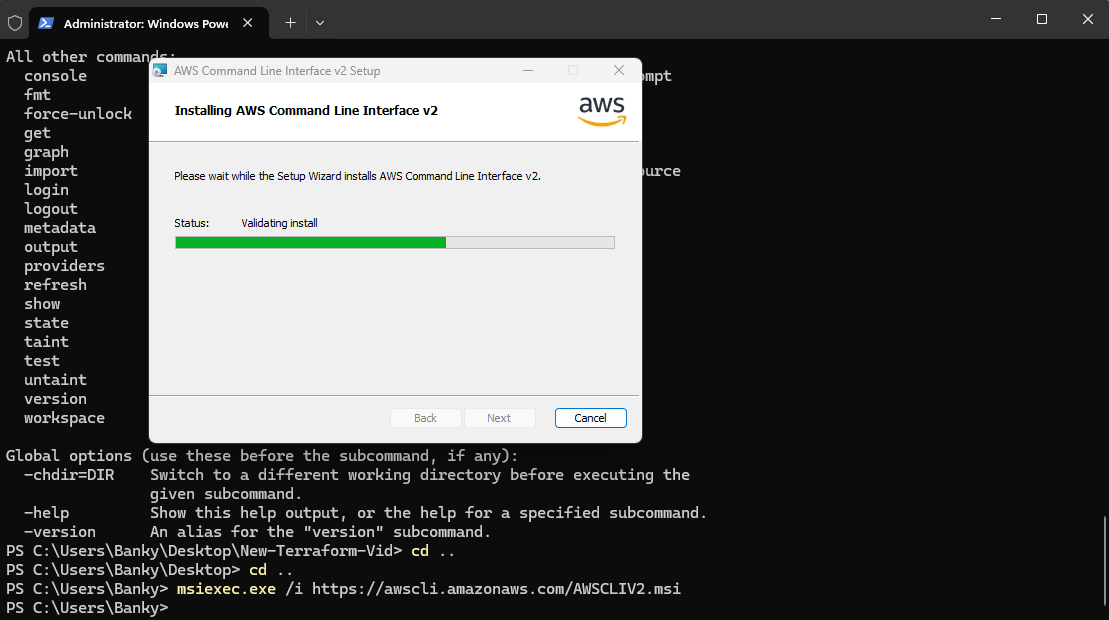 Administrator: Windows Powe
All other commands:
console
fmt
force-unlock
get
graph
import
login
logout
metadata
output
providers
refresh
show
state
taint
test
untaint
version
workspace
AWS Command Line Interface v2 Setup
Installing AWS Command Line Interface v2
aws
Please wait while the Setup Wizard installs AWS Command Line Interface v2.
Status: Validating install
Back Next Cancel
ompt
ource
Global options (use these before the subcommand, if any):
-chdir=DIR Switch to a different working directory before executing the
given subcommand.
-help Show this help output, or the help for a specified subcommand.
-version An alias for the "version" subcommand.
PS C:\Users\Banky\Desktop\New-Terraform-Vid> cd ..
PS C:\Users\Banky\Desktop> cd ..
PS C:\Users\Banky> msiexec.exe /i https://awscli.amazonaws.com/AWSCLIV2.msi
PS C:\Users\Banky>